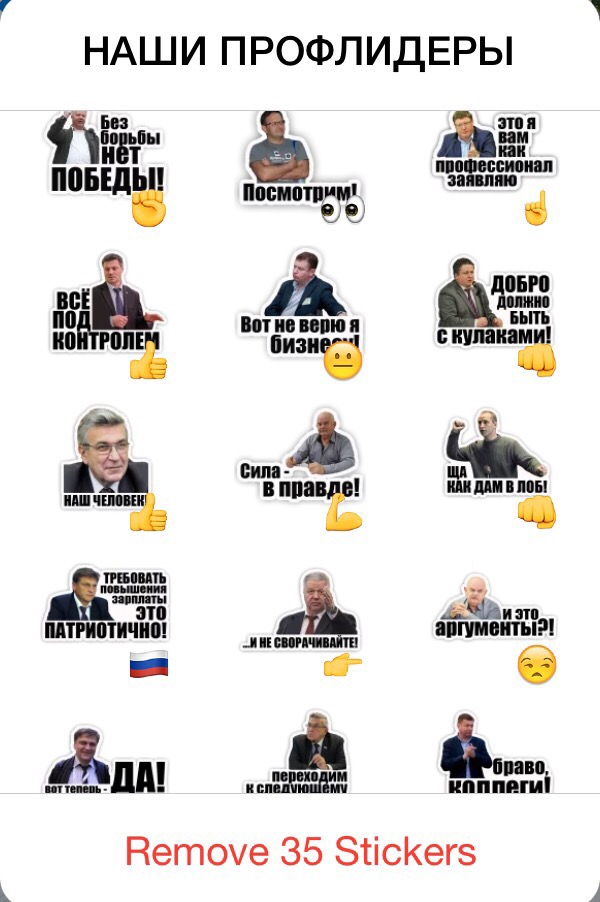 НАШИ ПРОФЛИДЕРЫ
Без
борьбы
нет
ПОБЕДЫ!
Посмотрим!
это я
вам
как
профессионал
заявляю
ВСЁ
ПОД
КОНТРОЛЕМ
Вот не верю я
ДОБРО
должно
БЫТЬ
с кулаками!
НАШ ЧЕЛОВЕК
Сила -
в правде!
ЩА
КАК ДАМ В ЛОБ!
ТРЕБОВАТЬ
повышения
зарплаты
ЭТО
ПАТРИОТИЧНО!
...И НЕ СВОРАЧИВАЙТЕ!
и это
аргументы?!
вот теперь - ДА!
переходим
к следующему
браво,
коллеги!
Remove 35 Stickers